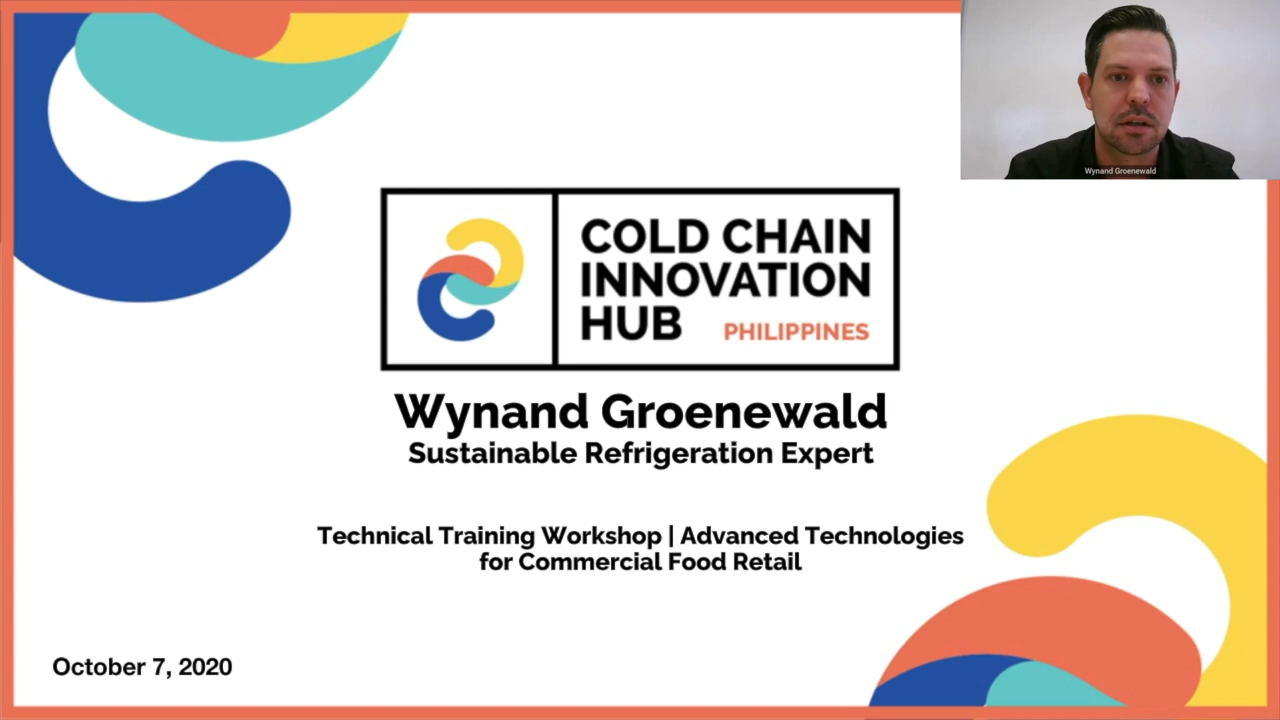 Wynand Groenewald
COLD CHAIN
INNOVATION
HUB PHILIPPINES
Wynand Groenewald
Sustainable Refrigeration Expert
Technical Training Workshop | Advanced Technologies
for Commercial Food Retail
October 7, 2020